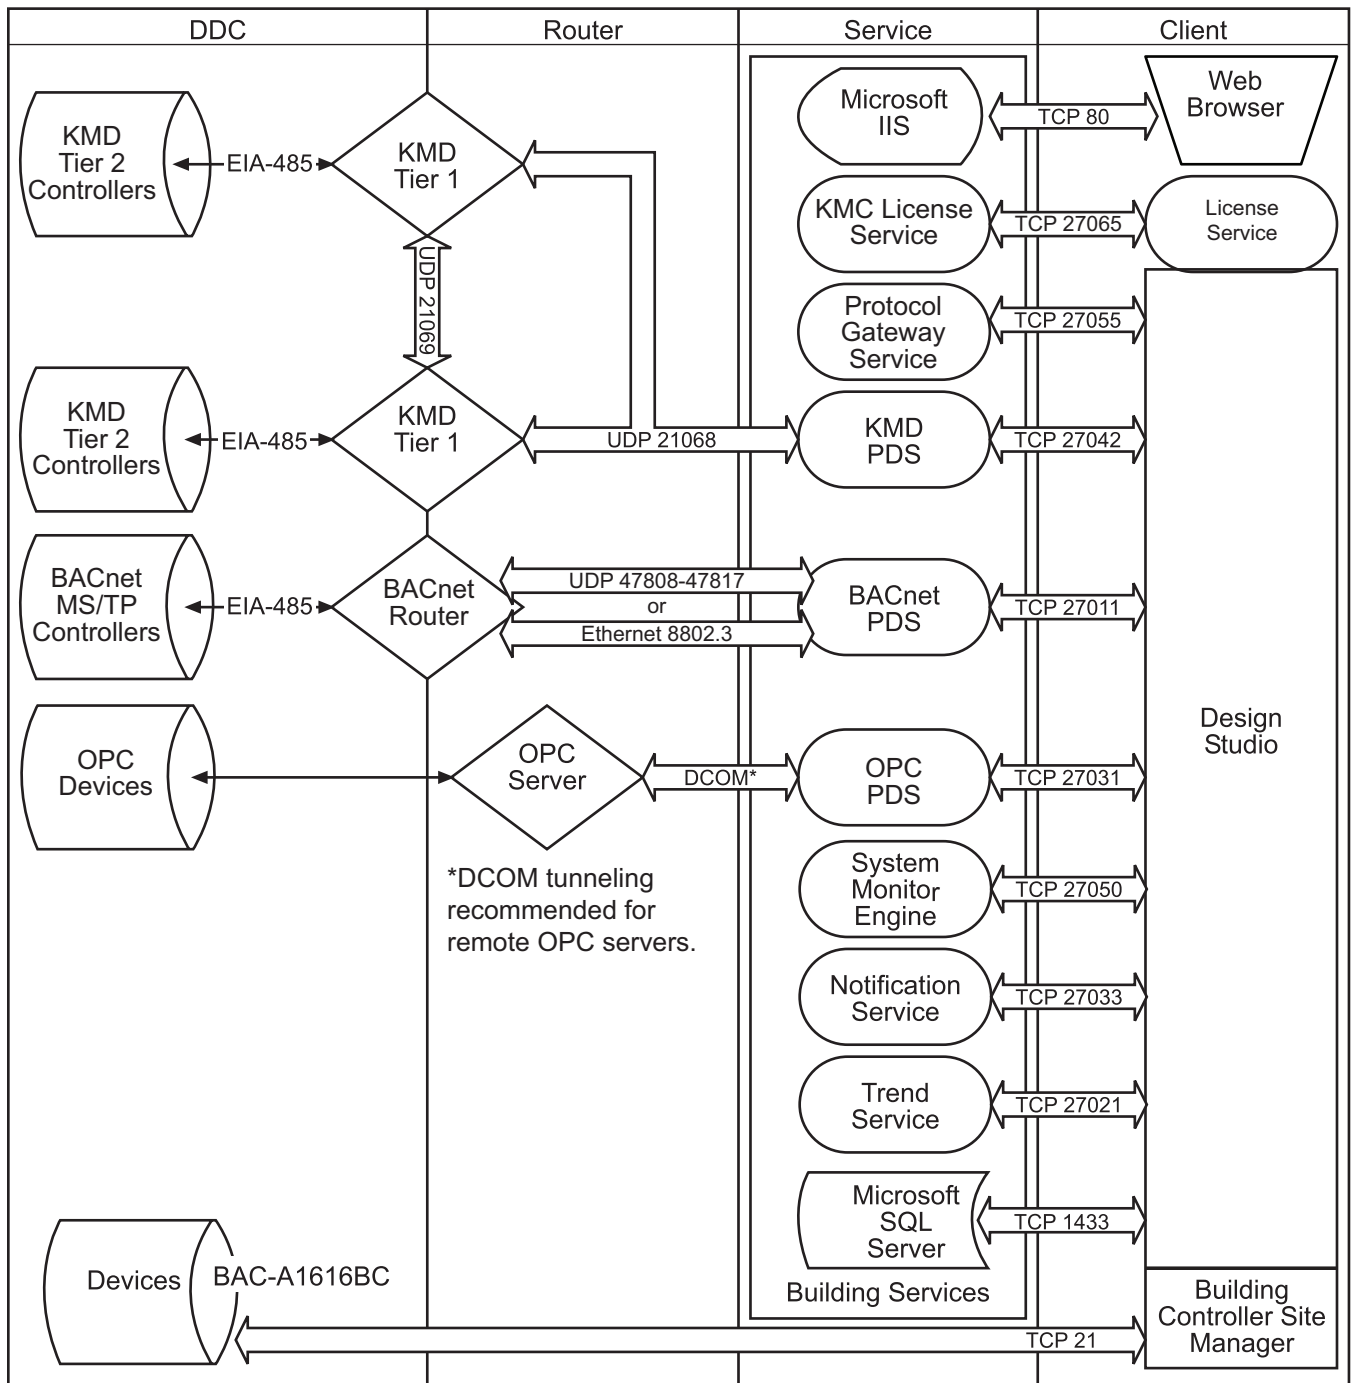 DDC
Router
Service
Client
KMD
Tier 2
Controllers
EIA-485
KMD
Tier 1
Microsoft
IIS
TCP 80
Web
Browser
KMC License
Service
TCP 27065
License
Service
UDP 21069
Protocol
Gateway
Service
TCP 27055
KMD
Tier 2
Controllers
EIA-485
KMD
Tier 1
UDP 21068
KMD
PDS
TCP 27042
BACnet
MS/TP
Controllers
EIA-485
BACnet
Router
UDP 47808-47817
or
Ethernet 8802.3
BACnet
PDS
TCP 27011
Design
Studio
OPC
Devices
OPC
Server
DCOM*
OPC
PDS
TCP 27031
*DCOM tunneling
recommended for
remote OPC servers.
System
Monitor
Engine
TCP 27050
Notification
Service
TCP 27033
Trend
Service
TCP 27021
Microsoft
SQL
Server
TCP 1433
Building Services
Devices
BAC-A1616BC
TCP 21
Building
Controller Site
Manager